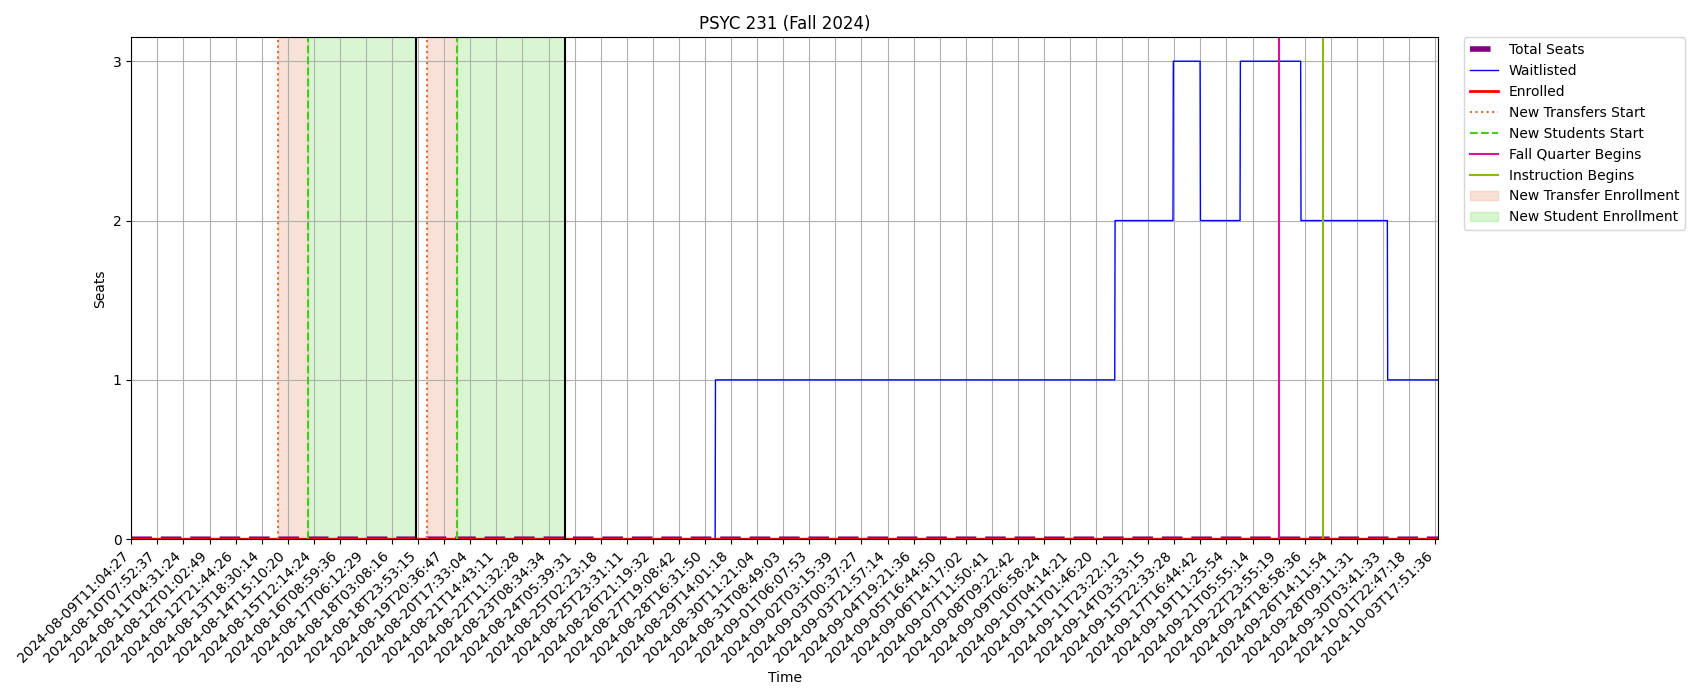 PSYC 231 (Fall 2024)
Seats
3
2
1
0
2024-08-09T11:04:27
2024-08-10T07:52:37
2024-08-11T04:31:24
2024-08-12T01:02:49
2024-08-12T21:44:26
2024-08-13T18:30:14
2024-08-14T15:10:20
2024-08-15T12:14:24
2024-08-16T08:59:36
2024-08-17T06:12:29
2024-08-18T03:08:16
2024-08-18T23:53:15
2024-08-19T20:36:47
2024-08-20T17:33:04
2024-08-21T14:43:11
2024-08-22T11:32:28
2024-08-23T08:34:34
2024-08-24T05:39:31
2024-08-25T02:23:18
2024-08-25T23:31:11
2024-08-26T21:19:32
2024-08-27T19:08:42
2024-08-28T16:31:50
2024-08-29T14:01:18
2024-08-30T11:21:04
2024-08-31T08:49:03
2024-09-01T06:07:53
2024-09-02T03:15:39
2024-09-03T00:37:27
2024-09-03T21:57:14
2024-09-04T19:21:36
2024-09-05T16:44:50
2024-09-06T14:17:02
2024-09-07T11:50:41
2024-09-08T09:22:42
2024-09-09T06:58:24
2024-09-10T04:14:21
2024-09-11T01:46:20
2024-09-11T23:22:12
2024-09-14T03:33:15
2024-09-15T22:33:28
2024-09-17T16:44:42
2024-09-19T11:25:54
2024-09-21T05:55:14
2024-09-22T23:55:19
2024-09-24T18:58:36
2024-09-26T14:11:54
2024-09-28T09:11:31
2024-09-30T03:41:33
2024-10-01T22:47:18
2024-10-03T17:51:36
Time
Total Seats
Waitlisted
Enrolled
New Transfers Start
New Students Start
Fall Quarter Begins
Instruction Begins
New Transfer Enrollment
New Student Enrollment